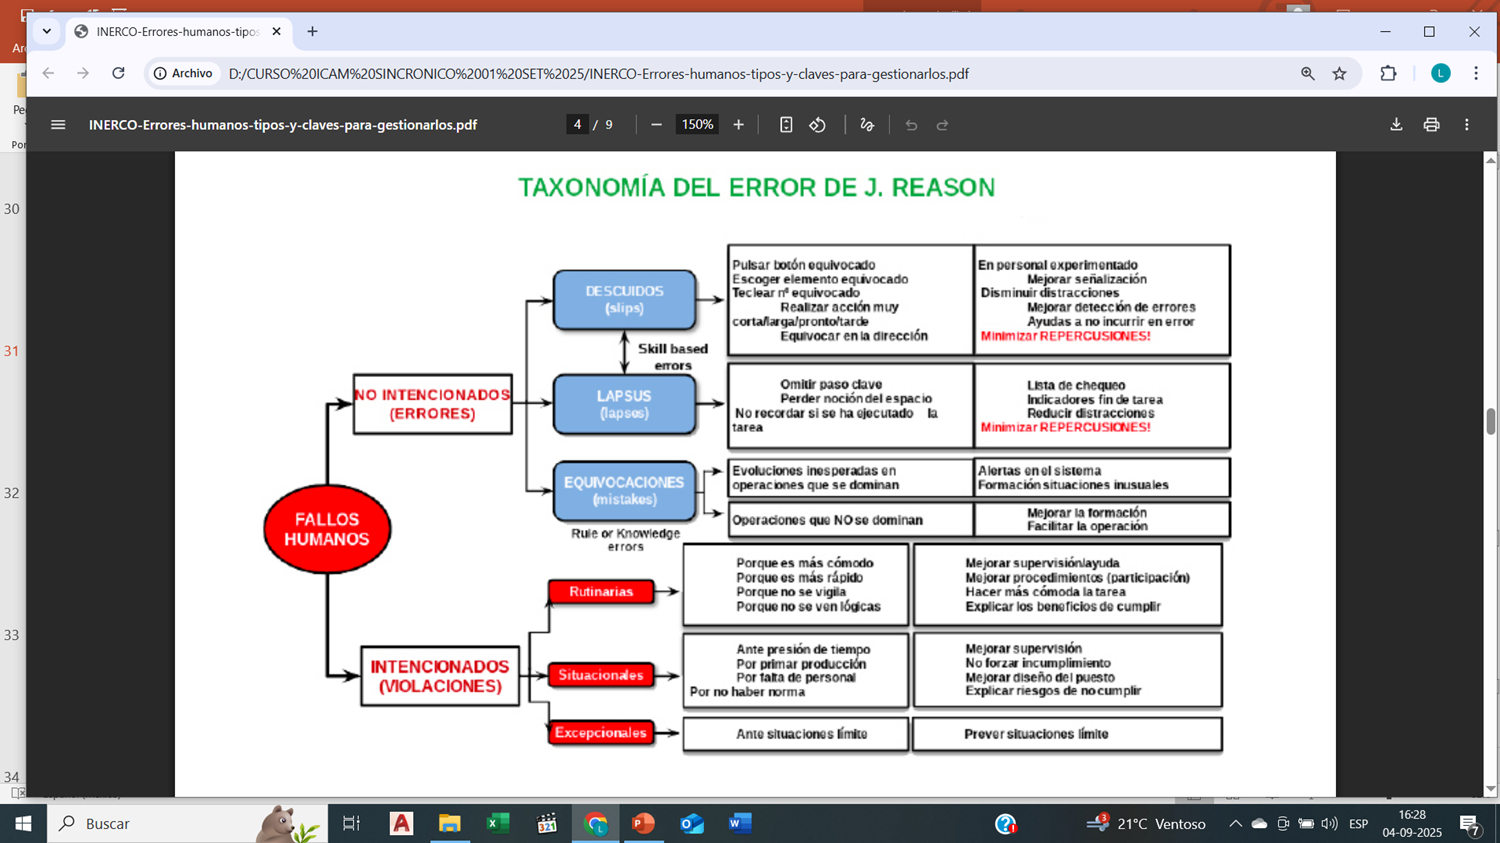 INERCO-Errores-humanos-tipos
Archivo
D:/CURSO%20ICAM%20SINCRONICO%2001%20SET%2025/INERCO-Errores-humanos-tipos-y-claves-para-gestionarlos.pdf
L
INERCO-Errores-humanos-tipos-y-claves-para-gestionarlos.pdf
4 / 9
150%
Pe
Por
30
31
32
33
34
TAXONOMÍA DEL ERROR DE J. REASON
DESCUIDOS
(slips)
Pulsar botón equivocado
Escoger elemento equivocado
Teclear nº equivocado
Realizar acción muy
corta/larga/pronto/tarde
Equivocar en la dirección
En personal experimentado
Mejorar señalización
Disminuir distracciones
Mejorar detección de errores
Ayudas a no incurrir en error
Minimizar REPERCUSIONES!
Skill based
errors
NO INTENCIONADOS
(ERRORES)
LAPSUS
(lapses)
Omitir paso clave
Perder noción del espacio
No recordar si se ha ejecutado la
tarea
Lista de chequeo
Indicadores fin de tarea
Reducir distracciones
Minimizar REPERCUSIONES!
EQUIVOCACIONES
(mistakes)
Evoluciones inesperadas en
operaciones que se dominan
Alertas en el sistema
Formación situaciones inusuales
Operaciones que NO se dominan
Mejorar la formación
Facilitar la operación
Rule or Knowledge
errors
FALLOS
HUMANOS
Rutinarias
Porque es más cómodo
Porque es más rápido
Porque no se vigila
Porque no se ven lógicas
Mejorar supervisión/ayuda
Mejorar procedimientos (participación)
Hacer más cómoda la tarea
Explicar los beneficios de cumplir
INTENCIONADOS
(VIOLACIONES)
Situacionales
Ante presión de tiempo
Por primar producción
Por falta de personal
Por no haber norma
Mejorar supervisión
No forzar incumplimiento
Mejorar diseño del puesto
Explicar riesgos de no cumplir
Excepcionales
Ante situaciones límite
Prever situaciones límite
Buscar
321
3
21°C Ventoso
ESP
16:28
04-09-2025
7